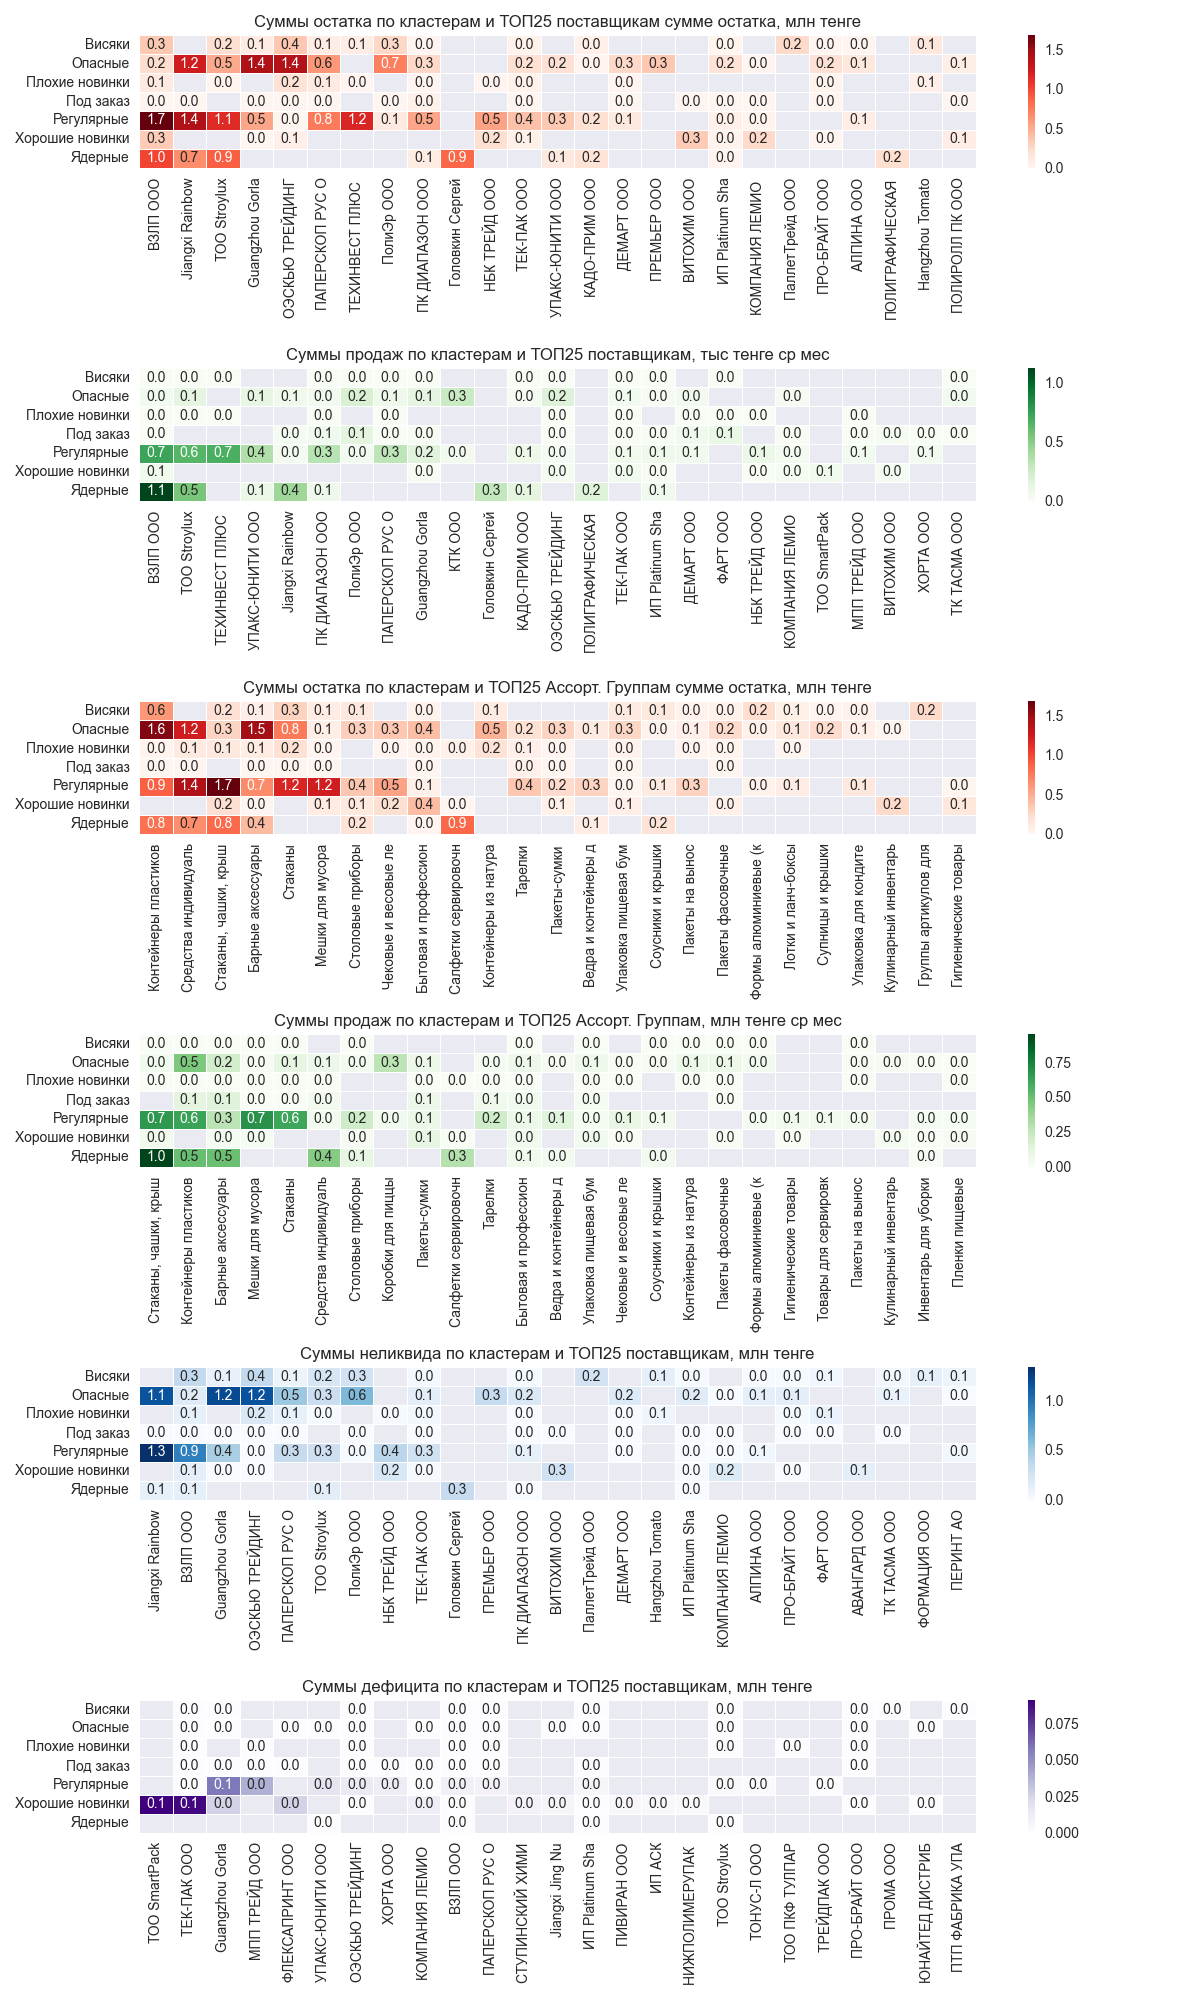 Суммы остатка по кластерам и ТОП25 поставщикам сумме остатка, млн тенге
Висяки 0.3 0.2 0.1 0.4 0.1 0.1 0.3 0.0 0.0 0.0 0.0 0.2 0.0 0.0 0.1
Опасные 0.2 1.2 0.5 1.4 1.4 0.6 0.7 0.3 0.2 0.2 0.0 0.3 0.3 0.2 0.0 0.2 0.1 0.1
Плохие новинки 0.1 0.0 0.2 0.1 0.0 0.0 0.0 0.0 0.0 0.0 0.1
Под заказ 0.0 0.0 0.0 0.0 0.0 0.0 0.0 0.0 0.0 0.0 0.0 0.0 0.0 0.0 0.0
Регулярные 1.7 1.4 1.1 0.5 0.0 0.8 1.2 0.1 0.5 0.5 0.4 0.3 0.2 0.1 0.0 0.0 0.1
Хорошие новинки 0.3 0.0 0.1 0.2 0.1 0.3 0.0 0.2 0.0 0.1
Ядерные 1.0 0.7 0.9 0.1 0.9 0.1 0.2 0.0 0.2
1.5
1.0
0.5
0.0
ВЗЛП ООО
Jiangxi Rainbow
ТОО Stroylux
Guangzhou Gorla
ОЭСКЬЮ ТРЕЙДИНГ
ПАПЕРСКОП РУС О
ТЕХИНВЕСТ ПЛЮС
ПолиЭр ООО
ПК ДИАПАЗОН ООО
Головкин Сергей
НБК ТРЕЙД ООО
ТЕК-ПАК ООО
УПАКС-ЮНИТИ ООО
КАДО-ПРИМ ООО
ДЕМАРТ ООО
ПРЕМЬЕР ООО
ВИТОХИМ ООО
ИП Platinum Sha
КОМПАНИЯ ЛЕМИО
ПаллетТрейд ООО
ПРО-БРАЙТ ООО
АЛПИНА ООО
ПОЛИГРАФИЧЕСКАЯ
Hangzhou Tomato
ПОЛИРОЛЛ ПК ООО
Суммы продаж по кластерам и ТОП25 поставщикам, тыс тенге ср мес
Висяки 0.0 0.0 0.0 0.0 0.0 0.0 0.0 0.0 0.0 0.0 0.0 0.0 0.0
Опасные 0.0 0.1 0.1 0.1 0.0 0.2 0.1 0.1 0.3 0.0 0.2 0.1 0.0 0.0 0.0 0.0
Плохие новинки 0.0 0.0 0.0 0.0 0.0 0.0 0.0 0.0 0.0 0.0 0.0
Под заказ 0.0 0.0 0.1 0.1 0.0 0.0 0.0 0.0 0.0 0.1 0.1 0.0 0.0 0.0 0.0 0.0
Регулярные 0.7 0.6 0.7 0.4 0.0 0.3 0.0 0.3 0.2 0.0 0.1 0.0 0.1 0.1 0.1 0.1 0.0 0.1 0.1
Хорошие новинки 0.1 0.0 0.0 0.0 0.0 0.0 0.0 0.1 0.0
Ядерные 1.1 0.5 0.1 0.4 0.1 0.3 0.1 0.2 0.1
1.0
0.5
0.0
ВЗЛП ООО
ТОО Stroylux
ТЕХИНВЕСТ ПЛЮС
УПАКС-ЮНИТИ ООО
Jiangxi Rainbow
ПК ДИАПАЗОН ООО
ПолиЭр ООО
ПАПЕРСКОП РУС О
Guangzhou Gorla
КТК ООО
Головкин Сергей
КАДО-ПРИМ ООО
ОЭСКЬЮ ТРЕЙДИНГ
ПОЛИГРАФИЧЕСКАЯ
ТЕК-ПАК ООО
ИП Platinum Sha
ДЕМАРТ ООО
ФАРТ ООО
НБК ТРЕЙД ООО
КОМПАНИЯ ЛЕМИО
ТОО SmartPack
МПП ТРЕЙД ООО
ВИТОХИМ ООО
ХОРТА ООО
ТК ТАСМА ООО
Суммы остатка по кластерам и ТОП25 Ассорт. Группам сумме остатка, млн тенге
Висяки 0.6 0.2 0.1 0.3 0.1 0.1 0.0 0.1 0.1 0.1 0.0 0.0 0.2 0.1 0.0 0.0 0.2
Опасные 1.6 1.2 0.3 1.5 0.8 0.1 0.3 0.3 0.4 0.5 0.2 0.3 0.1 0.3 0.0 0.1 0.2 0.0 0.1 0.2 0.1 0.0
Плохие новинки 0.0 0.1 0.1 0.1 0.2 0.0 0.0 0.0 0.0 0.2 0.1 0.0 0.0 0.0 0.0 0.0
Под заказ 0.0 0.0 0.0 0.0 0.0 0.0 0.0 0.0 0.0 0.0
Регулярные 0.9 1.4 1.7 0.7 1.2 1.2 0.4 0.5 0.1 0.4 0.2 0.3 0.0 0.1 0.3 0.0 0.1 0.1 0.0
Хорошие новинки 0.2 0.0 0.1 0.1 0.2 0.4 0.0 0.1 0.1 0.0 0.2 0.1
Ядерные 0.8 0.7 0.8 0.4 0.2 0.0 0.9 0.1 0.2
1.5
1.0
0.5
0.0
Контейнеры пластиков
Средства индивидуаль
Стаканы, чашки, крыш
Барные аксессуары
Стаканы
Мешки для мусора
Столовые приборы
Чековые и весовые ле
Бытовая и профессион
Салфетки сервировочн
Контейнеры из натура
Тарелки
Пакеты-сумки
Ведра и контейнеры д
Упаковка пищевая бум
Соусники и крышки
Пакеты на вынос
Пакеты фасовочные
Формы алюминиевые (к
Лотки и ланч-боксы
Супницы и крышки
Упаковка для кондите
Кулинарный инвентарь
Группы артикулов для
Гигиенические товары
Суммы продаж по кластерам и ТОП25 Ассорт. Группам, млн тенге ср мес
Висяки 0.0 0.0 0.0 0.0 0.0 0.0 0.0 0.0 0.0 0.0 0.0 0.0 0.0
Опасные 0.0 0.5 0.2 0.0 0.1 0.1 0.0 0.3 0.1 0.0 0.1 0.0 0.1 0.0 0.0 0.1 0.1 0.0 0.0 0.0 0.0 0.0
Плохие новинки 0.0 0.0 0.0 0.0 0.0 0.0 0.0 0.0 0.0 0.0 0.0 0.0 0.0 0.0 0.0 0.0 0.0
Под заказ 0.1 0.1 0.0 0.0 0.0 0.1 0.1 0.0 0.0 0.0
Регулярные 0.7 0.6 0.3 0.7 0.6 0.0 0.2 0.0 0.1 0.2 0.1 0.1 0.0 0.1 0.1 0.0 0.1 0.1 0.0 0.0 0.0
Хорошие новинки 0.0 0.0 0.0 0.0 0.1 0.0 0.0 0.0 0.0 0.0 0.0 0.0 0.0 0.0
Ядерные 1.0 0.5 0.5 0.4 0.1 0.3 0.1 0.0 0.0 0.0
0.75
0.50
0.25
0.00
Стаканы, чашки, крыш
Контейнеры пластиков
Барные аксессуары
Мешки для мусора
Стаканы
Средства индивидуаль
Столовые приборы
Коробки для пиццы
Пакеты-сумки
Салфетки сервировочн
Тарелки
Бытовая и профессион
Ведра и контейнеры д
Упаковка пищевая бум
Чековые и весовые ле
Соусники и крышки
Контейнеры из натура
Пакеты фасовочные
Формы алюминиевые (к
Гигиенические товары
Товары для сервировк
Пакеты на вынос
Кулинарный инвентарь
Инвентарь для уборки
Пленки пищевые
Суммы неликвида по кластерам и ТОП25 поставщикам, млн тенге
Висяки 0.3 0.1 0.4 0.1 0.2 0.3 0.0 0.0 0.2 0.1 0.0 0.0 0.0 0.1 0.0 0.1 0.1
Опасные 1.1 0.2 1.2 1.2 0.5 0.3 0.6 0.1 0.3 0.2 0.2 0.2 0.0 0.1 0.1 0.1 0.0
Плохие новинки 0.1 0.2 0.1 0.0 0.0 0.0 0.0 0.0 0.1 0.0 0.1
Под заказ 0.0 0.0 0.0 0.0 0.0 0.0 0.0 0.0 0.0 0.0 0.0 0.0 0.0 0.0 0.0 0.0 0.0
Регулярные 1.3 0.9 0.4 0.0 0.3 0.3 0.0 0.4 0.3 0.1 0.0 0.0 0.0 0.1 0.0
Хорошие новинки 0.1 0.0 0.0 0.2 0.0 0.3 0.0 0.2 0.0 0.1
Ядерные 0.1 0.1 0.1 0.3 0.0 0.0
1.0
0.5
0.0
Jiangxi Rainbow
ВЗЛП ООО
Guangzhou Gorla
ОЭСКЬЮ ТРЕЙДИНГ
ПАПЕРСКОП РУС О
ТОО Stroylux
ПолиЭр ООО
НБК ТРЕЙД ООО
ТЕК-ПАК ООО
Головкин Сергей
ПРЕМЬЕР ООО
ПК ДИАПАЗОН ООО
ВИТОХИМ ООО
ПаллетТрейд ООО
ДЕМАРТ ООО
Hangzhou Tomato
ИП Platinum Sha
КОМПАНИЯ ЛЕМИО
АЛПИНА ООО
ПРО-БРАЙТ ООО
ФАРТ ООО
АВАНГАРД ООО
ТК ТАСМА ООО
ФОРМАЦИЯ ООО
ПЕРИНТ АО
Суммы дефицита по кластерам и ТОП25 поставщикам, млн тенге
Висяки 0.0 0.0 0.0 0.0 0.0 0.0 0.0 0.0 0.0 0.0
Опасные 0.0 0.0 0.0 0.0 0.0 0.0 0.0 0.0 0.0 0.0 0.0 0.0 0.0
Плохие новинки 0.0 0.0 0.0 0.0 0.0 0.0 0.0 0.0
Под заказ 0.0 0.0 0.0 0.0 0.0 0.0 0.0 0.0 0.0 0.0 0.0
Регулярные 0.0 0.1 0.0 0.0 0.0 0.0 0.0 0.0 0.0 0.0 0.0 0.0 0.0
Хорошие новинки 0.1 0.1 0.0 0.0 0.0 0.0 0.0 0.0 0.0 0.0 0.0 0.0 0.0 0.0 0.0
Ядерные 0.0 0.0 0.0 0.0
0.075
0.050
0.025
0.000
ТОО SmartPack
ТЕК-ПАК ООО
Guangzhou Gorla
МПП ТРЕЙД ООО
ФЛЕКСАПРИНТ ООО
УПАКС-ЮНИТИ ООО
ОЭСКЬЮ ТРЕЙДИНГ
ХОРТА ООО
КОМПАНИЯ ЛЕМИО
ВЗЛП ООО
ПАПЕРСКОП РУС О
СТУПИНСКИЙ ХИМИ
Jiangxi Jing Nu
ИП Platinum Sha
ПИВИРАН ООО
ИП АСК
НИЖПОЛИМЕРУПАК
ТОО Stroylux
ТОНУС-Л ООО
ТОО ПКФ ТУЛПАР
ТРЕЙДПАК ООО
ПРО-БРАЙТ ООО
ПРОМА ООО
ЮНАЙТЕД ДИСТРИБ
ПТП ФАБРИКА УПА